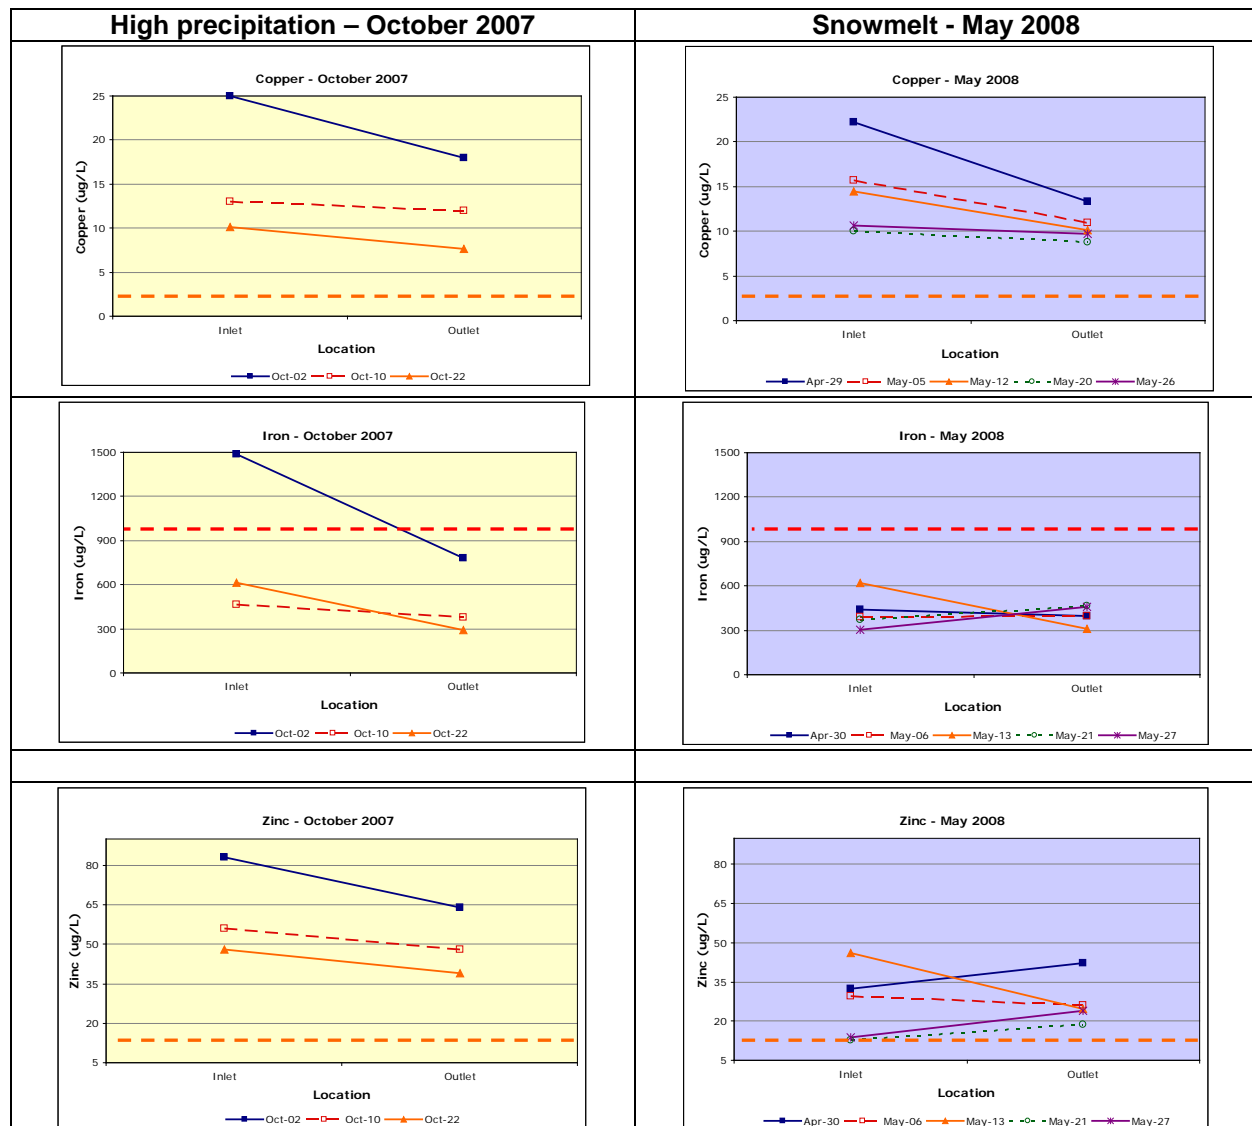 High precipitation – October 2007
Snowmelt - May 2008
Copper - October 2007
Copper (ug/L)
25
20
15
10
5
0
Inlet
Outlet
Location
Oct-02 Oct-10 Oct-22
Copper - May 2008
Copper (ug/L)
25
20
15
10
5
0
Inlet
Outlet
Location
Apr-29 May-05 May-12 May-20 May-26
Iron - October 2007
Iron (ug/L)
1500
1200
900
600
300
0
Inlet
Outlet
Location
Oct-02 Oct-10 Oct-22
Iron - May 2008
Iron (ug/L)
1500
1200
900
600
300
0
Inlet
Outlet
Location
Apr-30 May-06 May-13 May-21 May-27
Zinc - October 2007
Zinc (ug/L)
80
65
50
35
20
5
Inlet
Outlet
Location
Oct-02 Oct-10 Oct-22
Zinc - May 2008
Zinc (ug/L)
80
65
50
35
20
5
Inlet
Outlet
Location
Apr-30 May-06 May-13 May-21 May-27